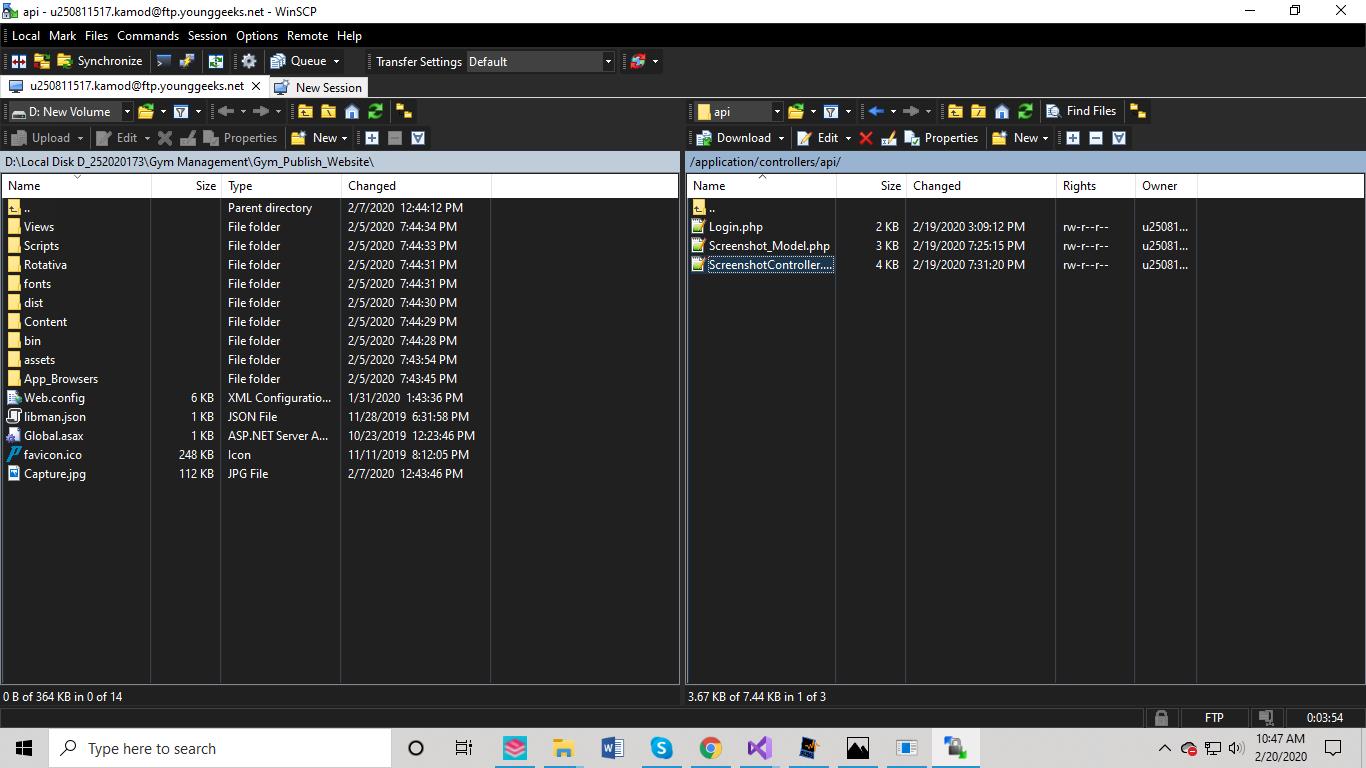 api - u250811517.kamod@ftp.younggeeks.net - WinSCP
Local Mark Files Commands Session Options Remote Help
Synchronize Queue Transfer Settings Default
u250811517.kamod@ftp.younggeeks.net × New Session
D: New Volume
Upload Edit Properties New
D:\Local Disk D_252020173\Gym Management\Gym_Publish_Website\
Name Size Type Changed
.. Parent directory 2/7/2020 12:44:12 PM
Views File folder 2/5/2020 7:44:34 PM
Scripts File folder 2/5/2020 7:44:33 PM
Rotativa File folder 2/5/2020 7:44:31 PM
fonts File folder 2/5/2020 7:44:31 PM
dist File folder 2/5/2020 7:44:30 PM
Content File folder 2/5/2020 7:44:29 PM
bin File folder 2/5/2020 7:44:28 PM
assets File folder 2/5/2020 7:43:54 PM
App_Browsers File folder 2/5/2020 7:43:45 PM
Web.config 6 KB XML Configuratio... 1/31/2020 1:43:36 PM
libman.json 1 KB JSON File 11/28/2019 6:31:58 PM
Global.asax 1 KB ASP.NET Server A... 10/23/2019 12:23:46 PM
favicon.ico 248 KB Icon 11/11/2019 8:12:05 PM
Capture.jpg 112 KB JPG File 2/7/2020 12:43:46 PM
0 B of 364 KB in 0 of 14
api Find Files
Download Edit Properties New
/application/controllers/api/
Name Size Changed Rights Owner
..
Login.php 2 KB 2/19/2020 3:09:12 PM rw-r--r-- u25081...
Screenshot_Model.php 3 KB 2/19/2020 7:25:15 PM rw-r--r-- u25081...
ScreenshotController.... 4 KB 2/19/2020 7:31:20 PM rw-r--r-- u25081...
3.67 KB of 7.44 KB in 1 of 3
FTP 0:03:54
Type here to search
10:47 AM
2/20/2020